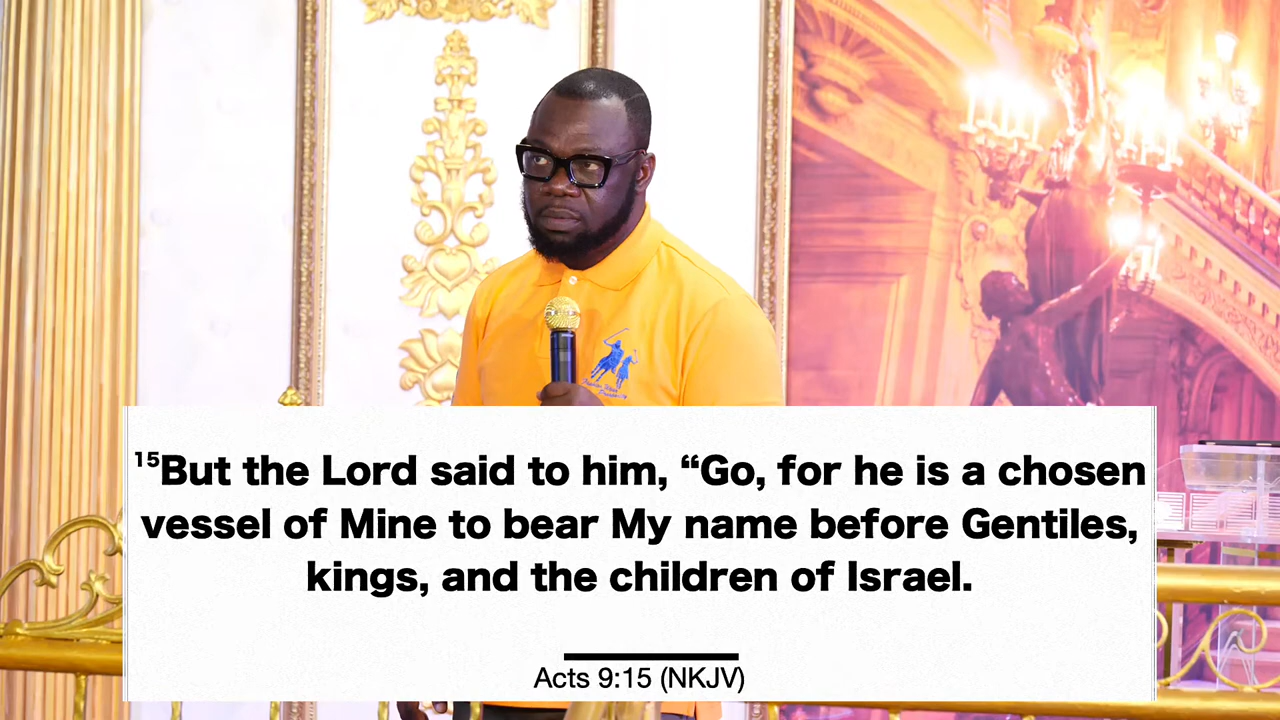 ¹⁵But the Lord said to him, “Go, for he is a chosen
vessel of Mine to bear My name before Gentiles,
kings, and the children of Israel.
Acts 9:15 (NKJV)